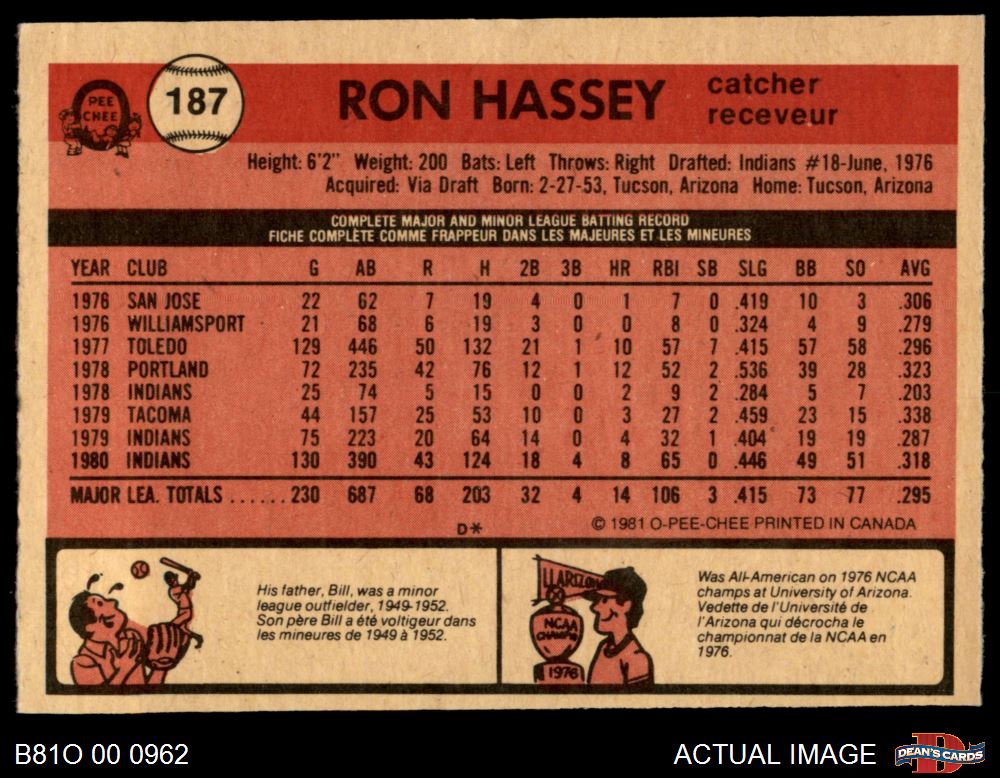 PEE
CHEE
187
RON HASSEY
catcher
receveur
Height: 6'2" Weight: 200 Bats: Left Throws: Right Drafted: Indians #18-June, 1976
Acquired: Via Draft Born: 2-27-53, Tucson, Arizona Home: Tucson, Arizona
COMPLETE MAJOR AND MINOR LEAGUE BATTING RECORD
FICHE COMPLÈTE COMME FRAPPEUR DANS LES MAJEURES ET LES MINEURES
YEAR CLUB G AB R H 2B 3B HR RBI SB SLG BB SO AVG
1976 SAN JOSE 22 62 7 19 4 0 1 7 0 .419 10 3 .306
1976 WILLIAMSPORT 21 68 6 19 3 0 0 8 0 .324 4 9 .279
1977 TOLEDO 129 446 50 132 21 1 10 57 7 .415 57 58 .296
1978 PORTLAND 72 235 42 76 12 1 12 52 2 .536 39 28 .323
1978 INDIANS 25 74 5 15 0 0 2 9 2 .284 5 7 .203
1979 TACOMA 44 157 25 53 10 0 3 27 2 .459 23 15 .338
1979 INDIANS 75 223 20 64 14 0 4 32 1 .404 19 19 .287
1980 INDIANS 130 390 43 124 18 4 8 65 0 .446 49 51 .318
MAJOR LEA. TOTALS ...... 230 687 68 203 32 4 14 106 3 .415 73 77 .295
D* © 1981 O-PEE-CHEE PRINTED IN CANADA
His father, Bill, was a minor
league outfielder, 1949-1952.
Son père Bill a été voltigeur dans
les mineures de 1949 à 1952.
U. ARIZONA
NCAA
CHAMPS
1976
Was All-American on 1976 NCAA
champs at University of Arizona.
Vedette de l'Université de
l'Arizona qui décrocha le
championnat de la NCAA en
1976.
B81O 00 0962
ACTUAL IMAGE
DEAN'S CARDS